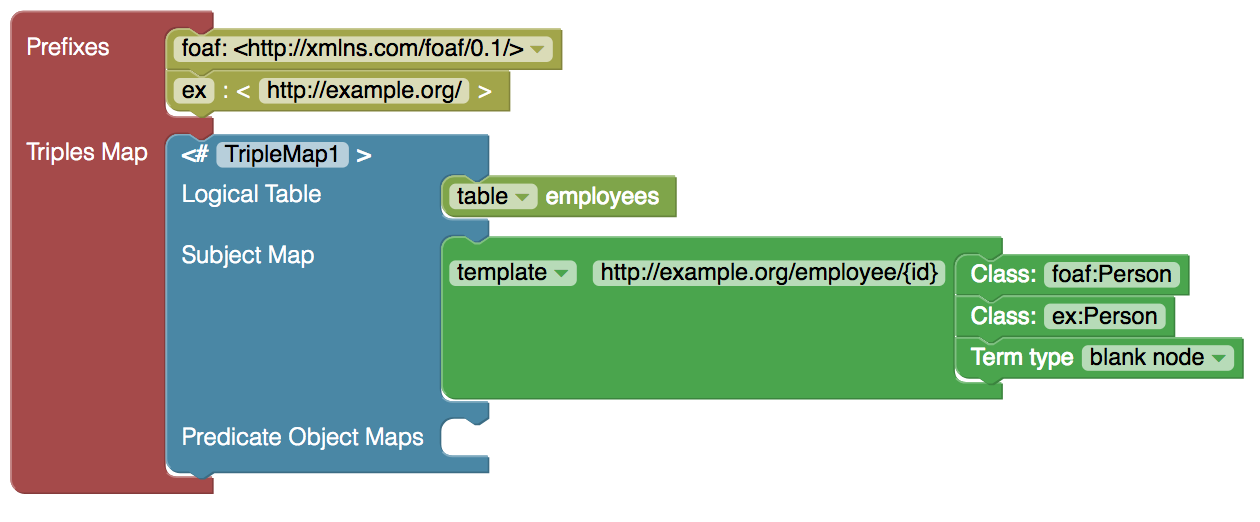 Prefixes
foaf: <http://xmlns.com/foaf/0.1/>
ex : < http://example.org/ >
Triples Map
<# TripleMap1 >
Logical Table
table employees
Subject Map
template http://example.org/employee/{id}
Class: foaf:Person
Class: ex:Person
Term type blank node
Predicate Object Maps